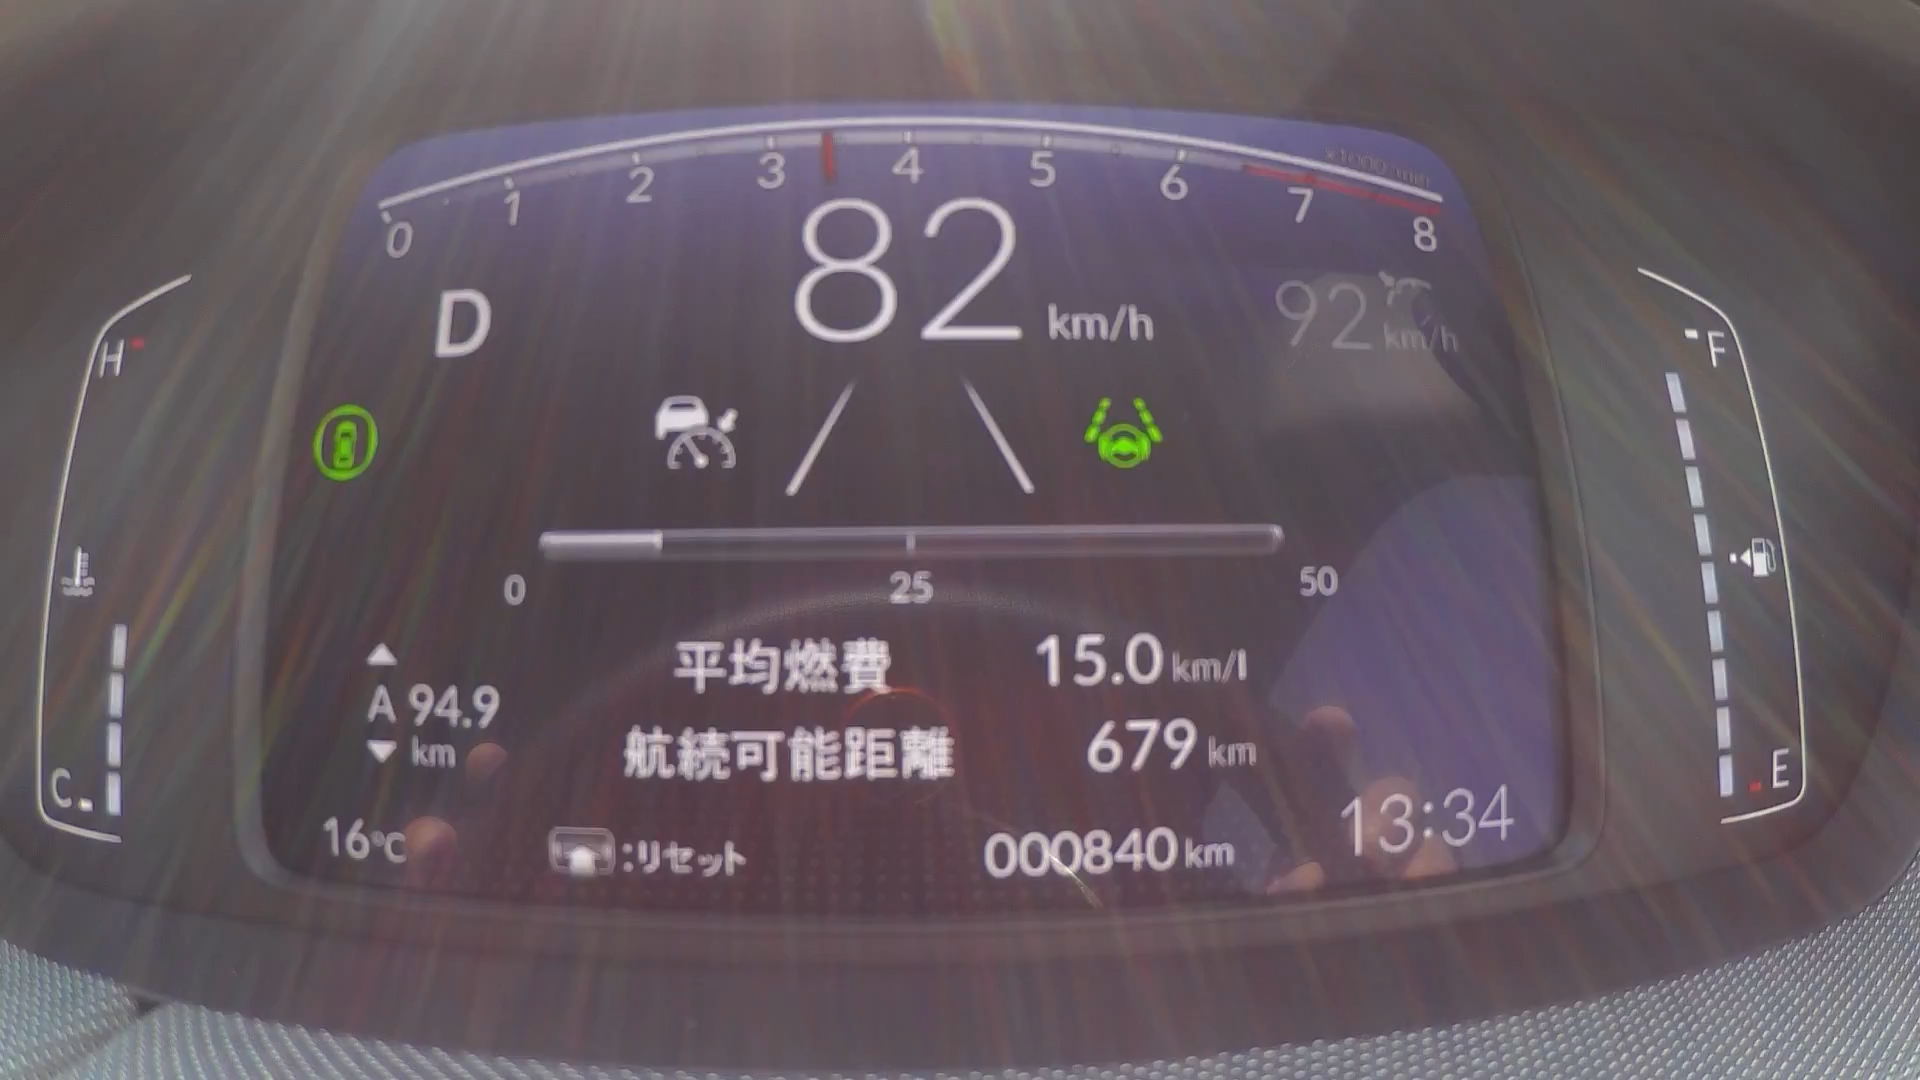 0 1 2 3 4 5 6 7 8
x1000r/min
D 82 km/h 92 km/h
H F
0 25 50
平均燃費 15.0 km/l
A 94.9 km
航続可能距離 679 km
C E
16℃ :リセット 000840 km 13:34